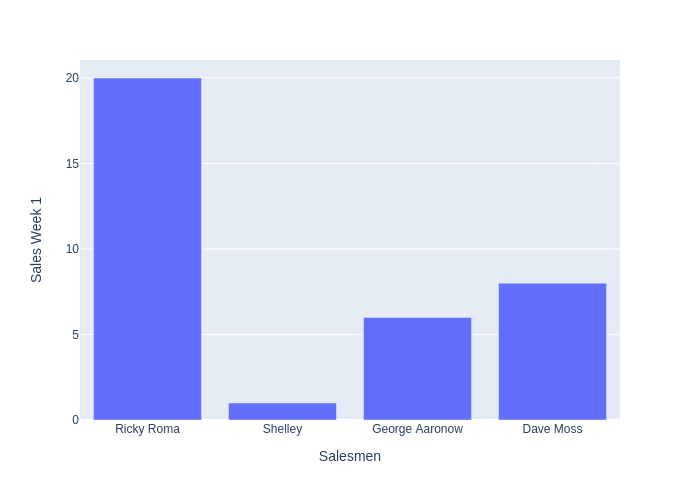 20
15
10
5
0
Sales Week 1
Ricky Roma
Shelley
George Aaronow
Dave Moss
Salesmen